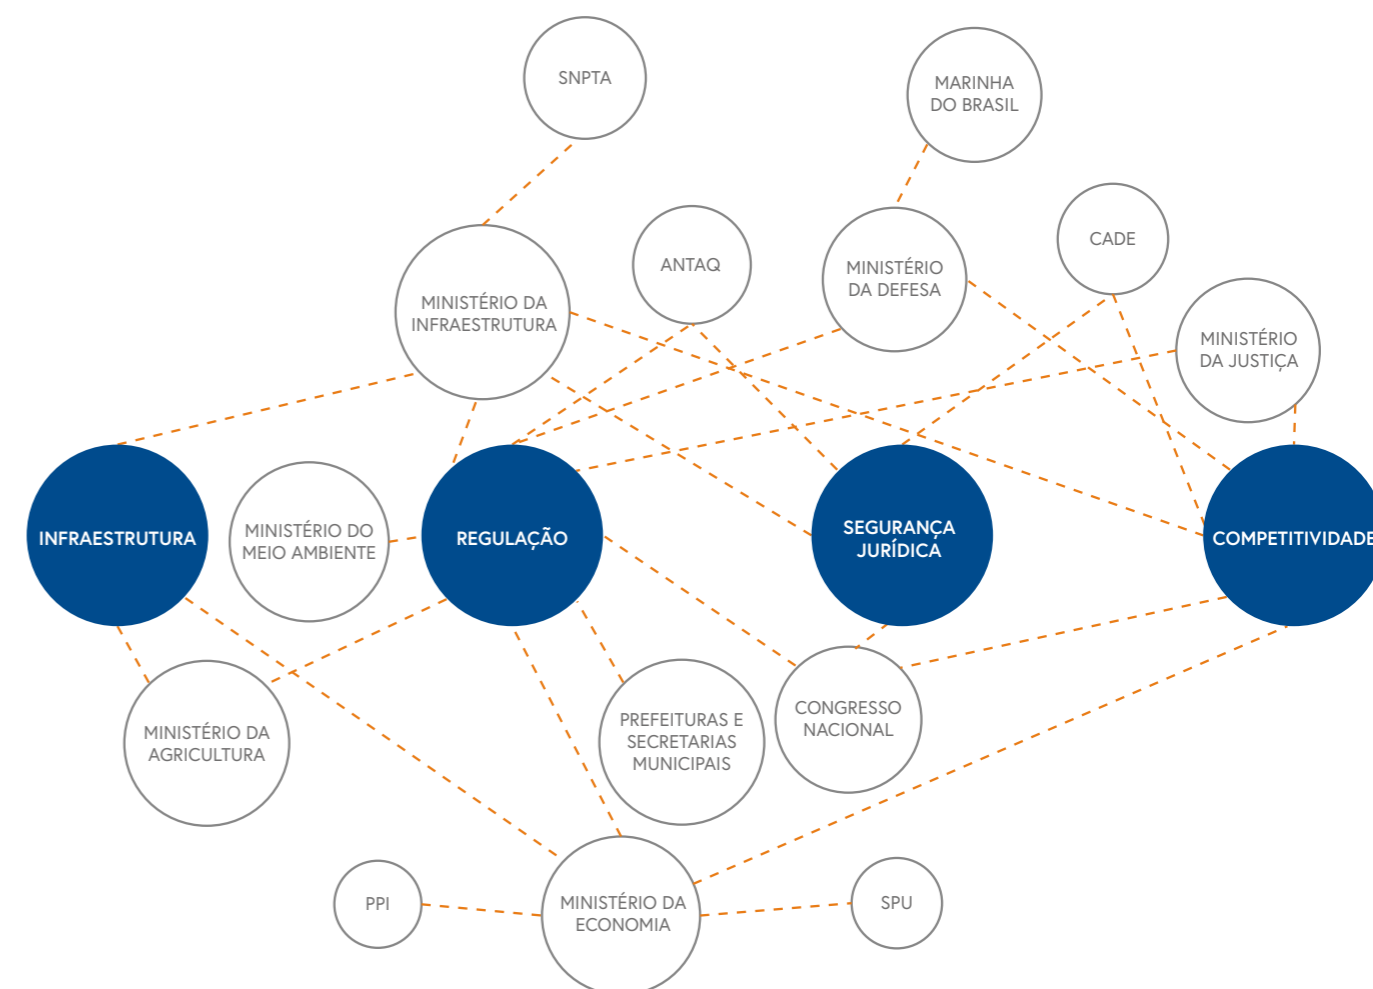 SNPTA
MARINHA
DO BRASIL
ANTAQ
CADE
MINISTÉRIO
DA DEFESA
MINISTÉRIO DA
INFRAESTRUTURA
MINISTÉRIO
DA JUSTIÇA
INFRAESTRUTURA
MINISTÉRIO DO
MEIO AMBIENTE
REGULAÇÃO
SEGURANÇA
JURÍDICA
COMPETITIVIDADE
MINISTÉRIO DA
AGRICULTURA
PREFEITURAS E
SECRETARIAS
MUNICIPAIS
CONGRESSO
NACIONAL
PPI
MINISTÉRIO DA
ECONOMIA
SPU